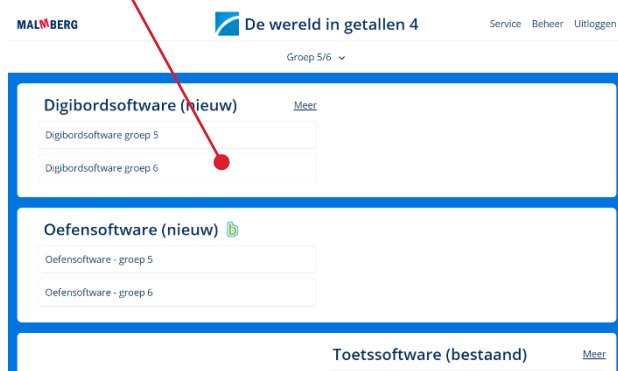 MALMBERG
De wereld in getallen 4
Service Beheer Uitloggen
Groep 5/6
Digibordsoftware (nieuw) Meer
Digibordsoftware groep 5
Digibordsoftware groep 6
Oefensoftware (nieuw) b
Oefensoftware - groep 5
Oefensoftware - groep 6
Toetssoftware (bestaand) Meer